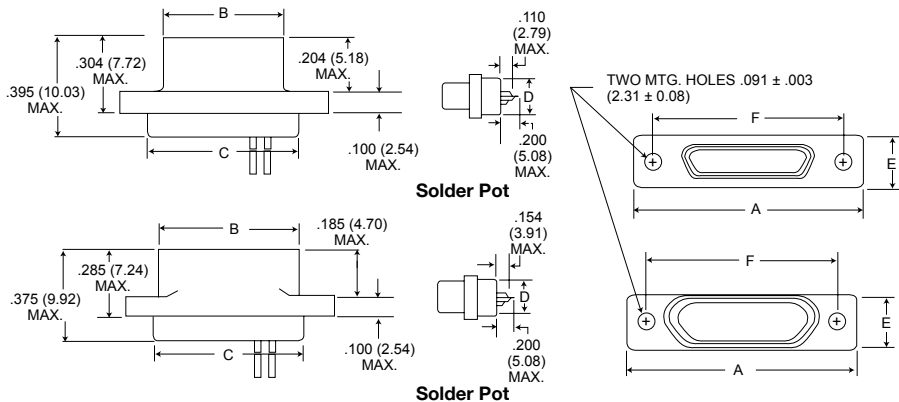 B
.304 (7.72)
MAX.
.395 (10.03)
MAX.
.204 (5.18)
MAX.
.100 (2.54)
MAX.
C
.110
(2.79)
MAX.
D
.200
(5.08)
MAX.
Solder Pot
TWO MTG. HOLES .091 ± .003
(2.31 ± 0.08)
F
E
A
B
.185 (4.70)
MAX.
.285 (7.24)
MAX.
.375 (9.92)
MAX.
.100 (2.54)
MAX.
C
.154
(3.91)
MAX.
D
.200
(5.08)
MAX.
Solder Pot
F
E
A